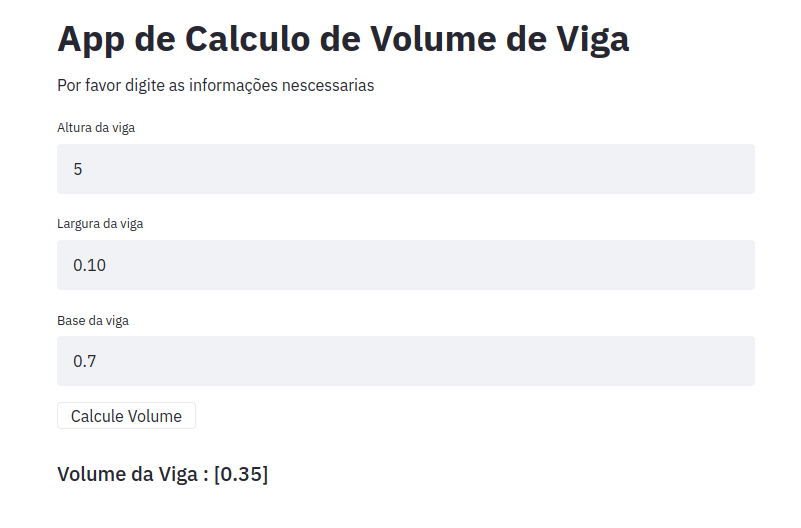 App de Calculo de Volume de Viga
Por favor digite as informações nescessarias
Altura da viga
5
Largura da viga
0.10
Base da viga
0.7
Calcule Volume
Volume da Viga : [0.35]